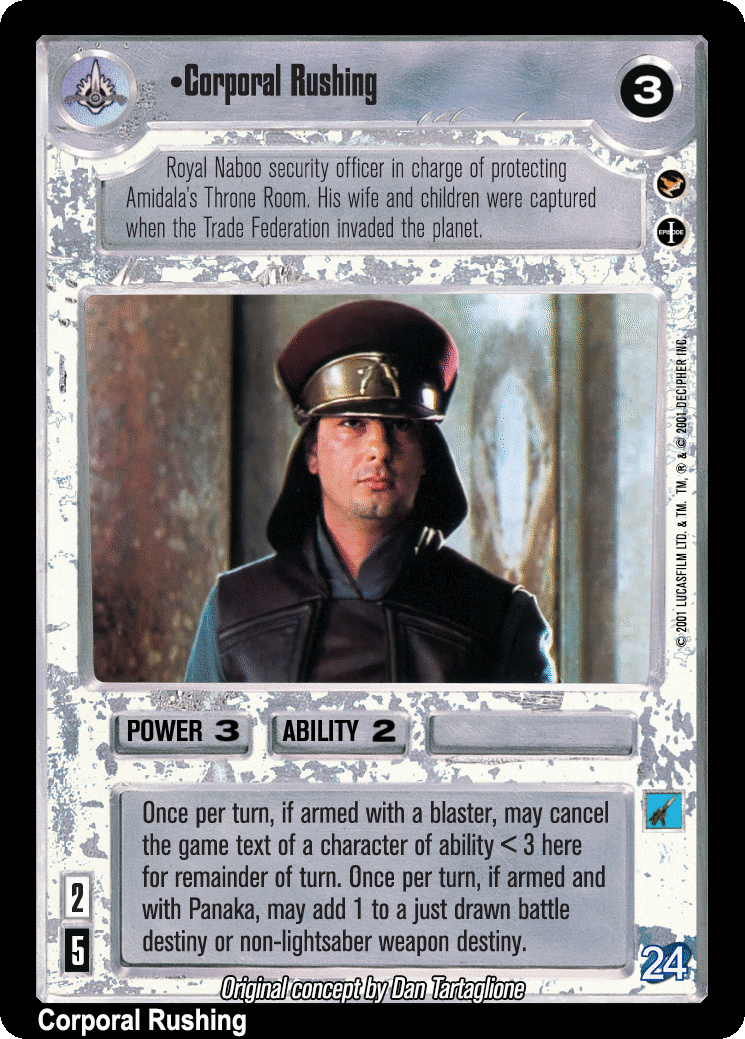 •Corporal Rushing
3
Royal Naboo security officer in charge of protecting
Amidala's Throne Room. His wife and children were captured
when the Trade Federation invaded the planet.
EPISODE I
© 2001 LUCASFILM LTD. & TM. TM, ® & © 2001 DECIPHER INC.
POWER 3
ABILITY 2
Once per turn, if armed with a blaster, may cancel
the game text of a character of ability < 3 here
for remainder of turn. Once per turn, if armed and
with Panaka, may add 1 to a just drawn battle
destiny or non-lightsaber weapon destiny.
2
5
24
Original concept by Dan Tartaglione
Corporal Rushing